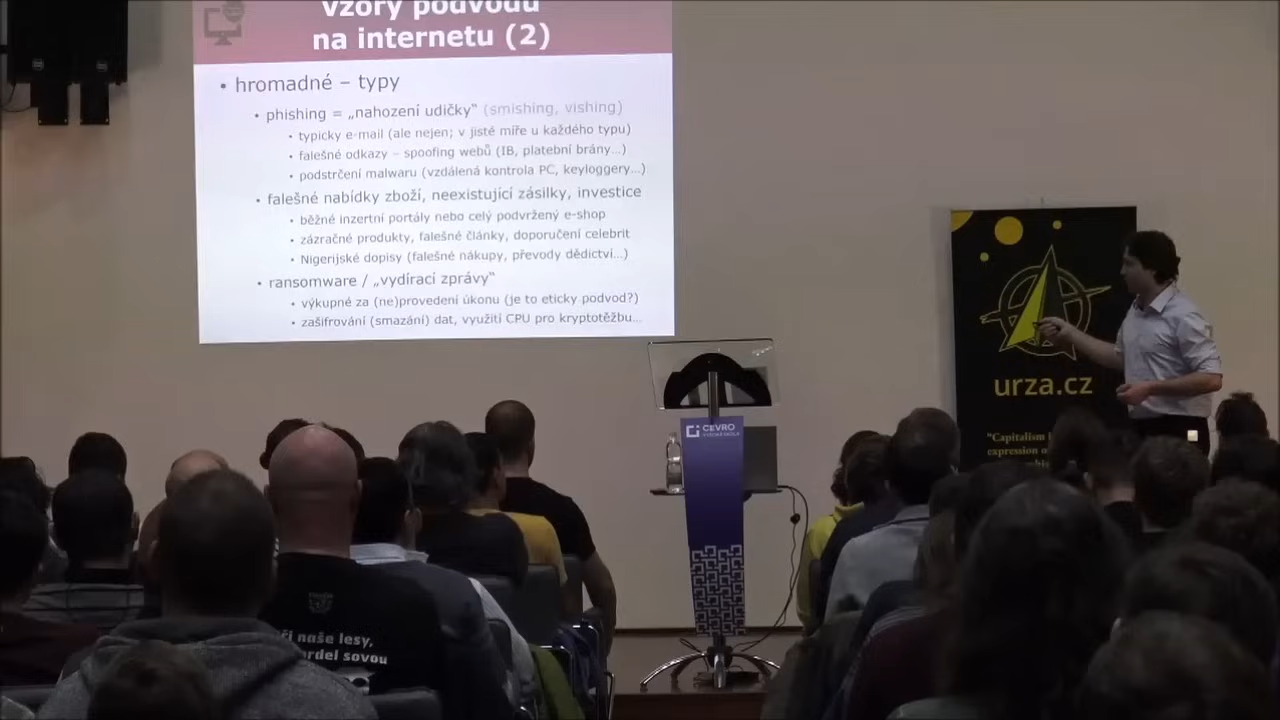 vzory podvodů
na internetu (2)
• hromadné – typy
• phishing = „nahození udičky“ (smishing, vishing)
• typicky e-mail (ale nejen; v jisté míře u každého typu)
• falešné odkazy – spoofing webů (IB, platební brány...)
• podstrčení malwaru (vzdálená kontrola PC, keyloggery...)
• falešné nabídky zboží, neexistující zásilky, investice
• běžné inzertní portály nebo celý podvržený e-shop
• zázračné produkty, falešné články, doporučení celebrit
• Nigerijské dopisy (falešné nákupy, převody dědictví...)
• ransomware / „vydírací zprávy“
• výkupné za (ne)provedení úkonu (je to eticky podvod?)
• zašifrování (smazání) dat, využití CPU pro kryptotěžbu...
urza.cz
“Capitalism
expression o
CEVRO
naše lesy,
sovou